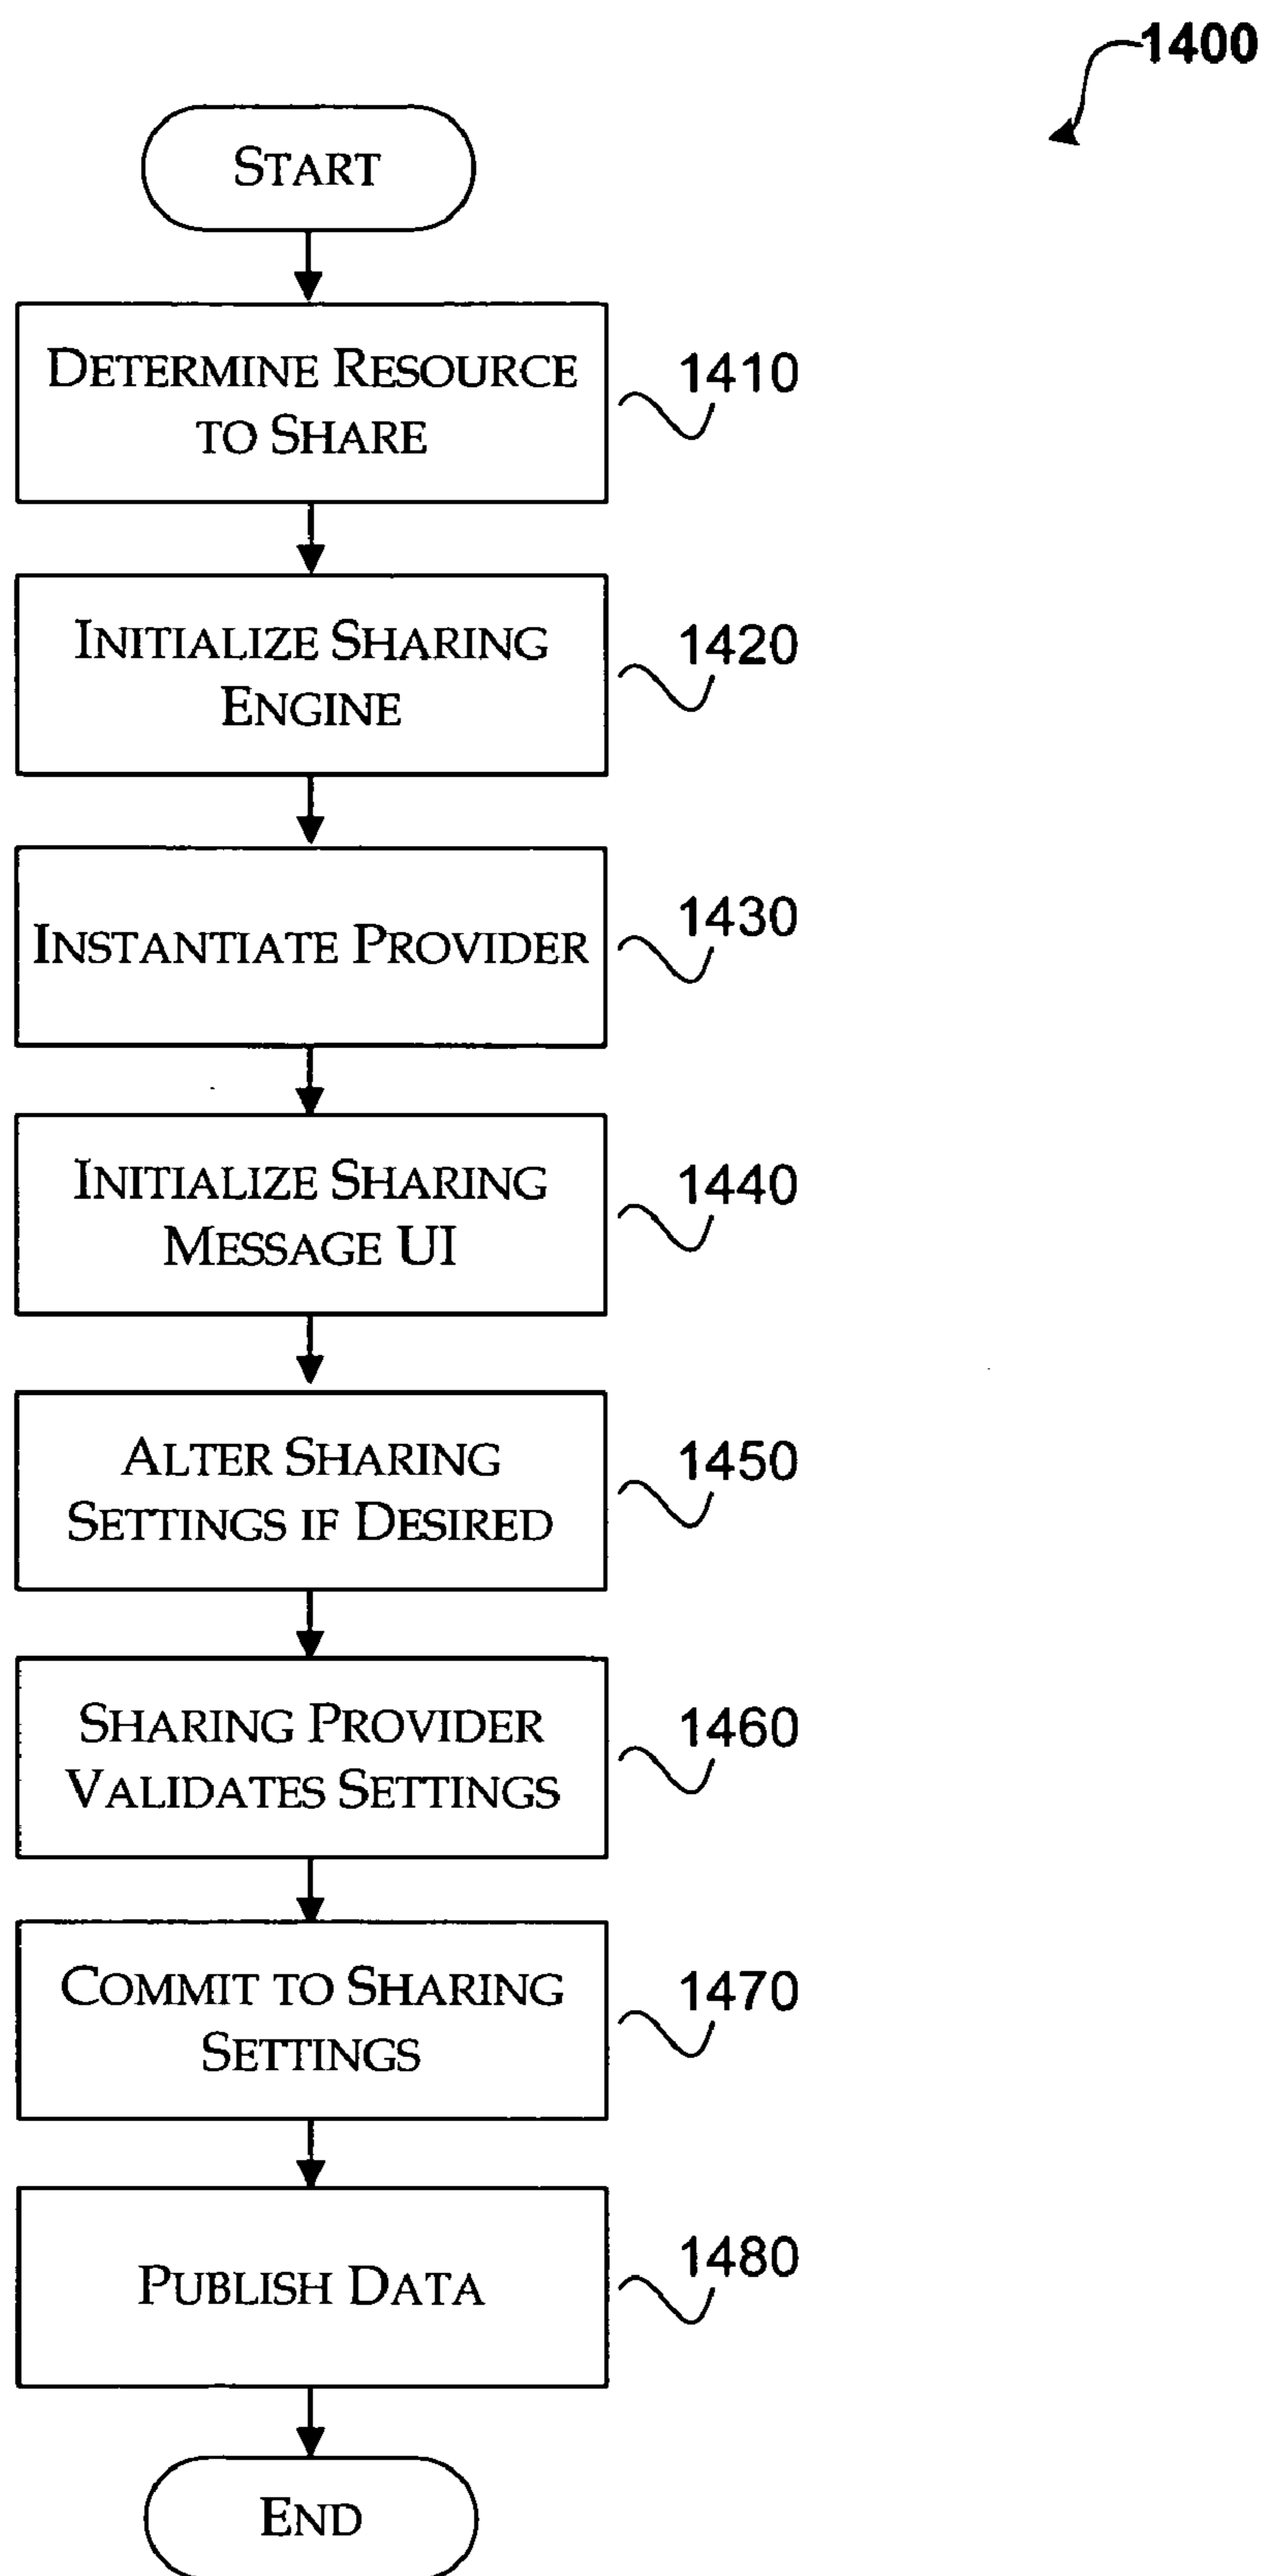 1400
START
DETERMINE RESOURCE
TO SHARE
1410
INITIALIZE SHARING
ENGINE
1420
INSTANTIATE PROVIDER
1430
INITIALIZE SHARING
MESSAGE UI
1440
ALTER SHARING
SETTINGS IF DESIRED
1450
SHARING PROVIDER
VALIDATES SETTINGS
1460
COMMIT TO SHARING
SETTINGS
1470
PUBLISH DATA
1480
END